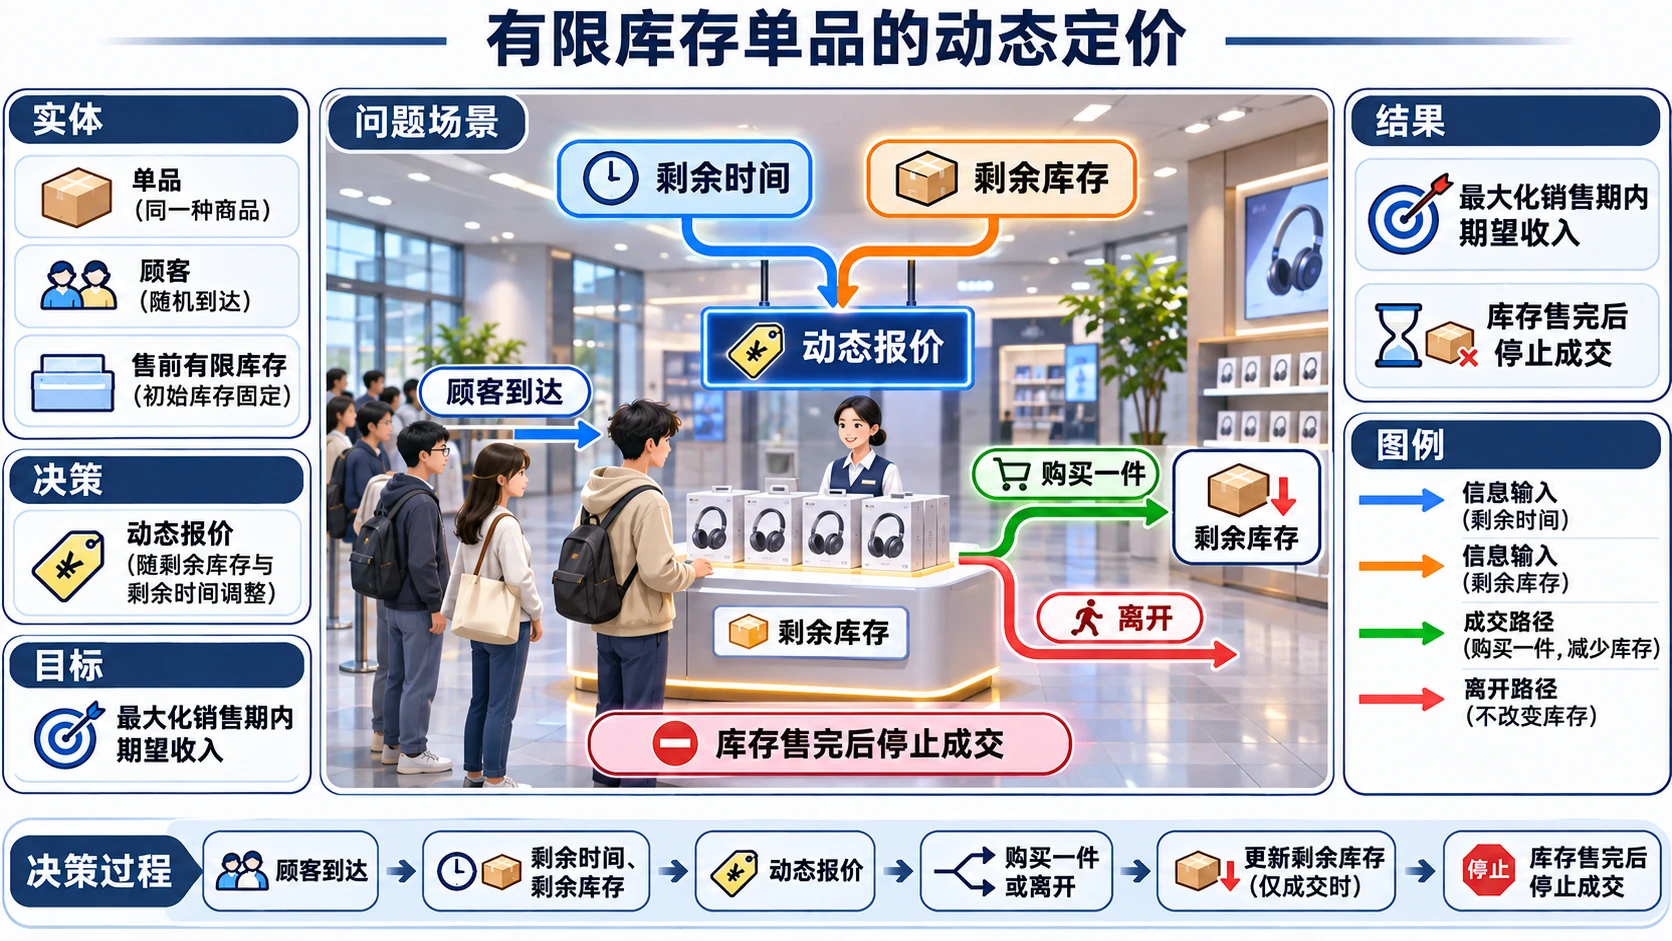 有限库存单品的动态定价
实体
单品
（同一种商品）
顾客
（随机到达）
售前有限库存
（初始库存固定）
决策
¥
动态报价
（随剩余库存与
剩余时间调整）
目标
最大化销售期内
期望收入
问题场景
剩余时间
剩余库存
¥
动态报价
顾客到达
购买一件
剩余库存
离开
剩余库存
库存售完后停止成交
结果
最大化销售期内
期望收入
库存售完后
停止成交
图例
信息输入
（剩余时间）
信息输入
（剩余库存）
成交路径
（购买一件，减少库存）
离开路径
（不改变库存）
决策过程
顾客到达
剩余时间、
剩余库存
¥
动态报价
购买一件
或离开
更新剩余库存
（仅成交时）
停止
库存售完后
停止成交